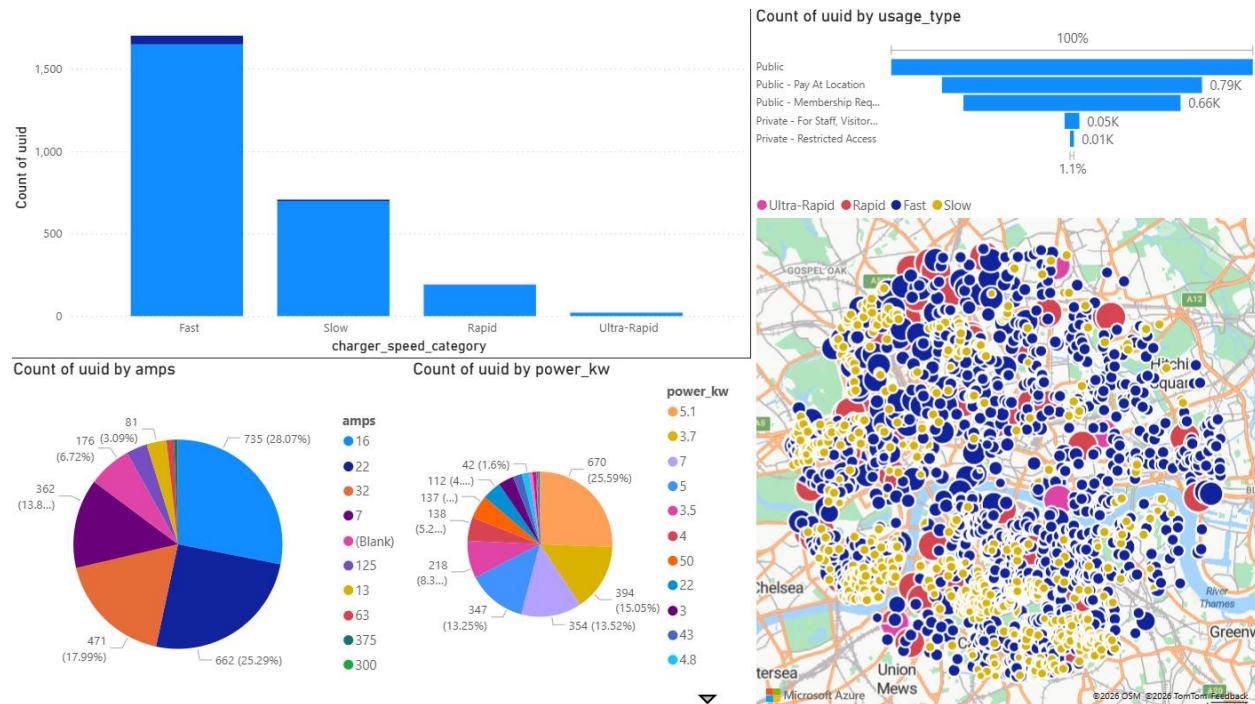 1,500
1,000
500
0
Count of uuid
Fast
Slow
Rapid
Ultra-Rapid
charger_speed_category
Count of uuid by usage_type
100%
Public
Public - Pay At Location
0.79K
Public - Membership Req...
0.66K
Private - For Staff, Visitor...
0.05K
Private - Restricted Access
0.01K
1.1%
Ultra-Rapid Rapid Fast Slow
GOSPEL OAK
A12
A5
Square
Chelsea
River
Thames
Greenw
tersea
Union
Mews
A20
Microsoft Azure
©2026 OSM ©2026 TomTom Feedback
Count of uuid by amps
735 (28.07%)
662 (25.29%)
471
(17.99%)
362
(13.8...)
176
(6.72%)
81
(3.09%)
amps
16
22
32
7
(Blank)
125
13
63
375
300
Count of uuid by power_kw
670
(25.59%)
394
(15.05%)
354 (13.52%)
347
(13.25%)
218
(8.3...)
138
(5.2...)
137 (...)
112 (4....)
42 (1.6%)
power_kw
5.1
3.7
7
5
3.5
4
50
22
3
43
4.8